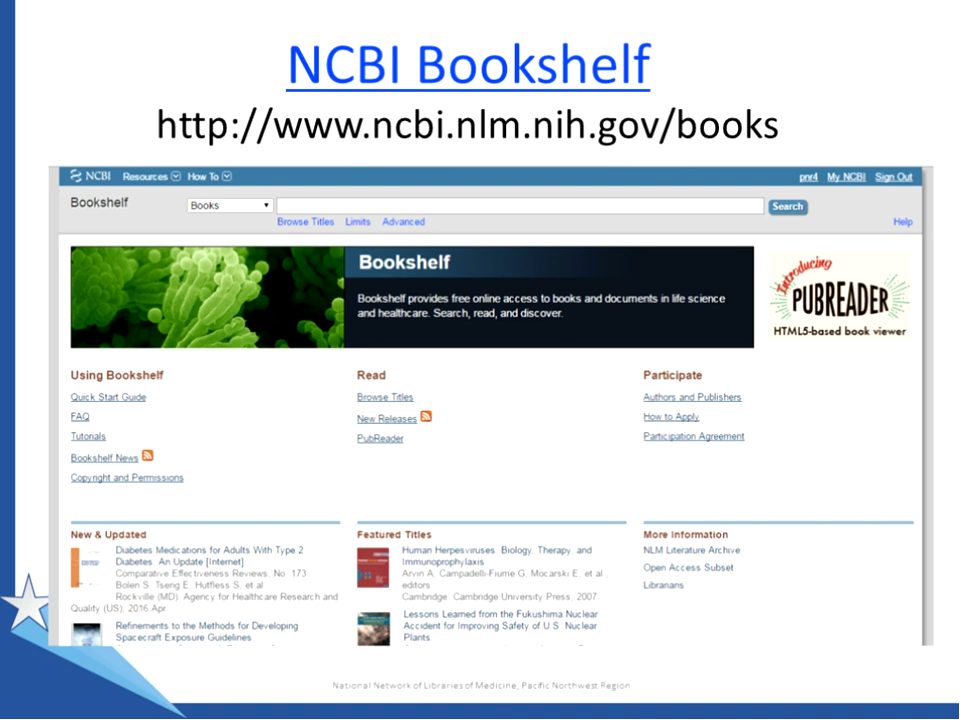 NCBI Bookshelf
http://www.ncbi.nlm.nih.gov/books
NCBI Resources How To pnr4 My NCBI Sign Out
Bookshelf Books Search
Browse Titles Limits Advanced Help
Bookshelf
Bookshelf provides free online access to books and documents in life science
and healthcare. Search, read, and discover.
Introducing
PUBREADER
HTML5-based book viewer
Using Bookshelf
Quick Start Guide
FAQ
Tutorials
Bookshelf News
Copyright and Permissions
Read
Browse Titles
New Releases
PubReader
Participate
Authors and Publishers
How to Apply
Participation Agreement
New & Updated
Diabetes Medications for Adults With Type 2
Diabetes: An Update [Internet]
Comparative Effectiveness Reviews, No. 173
Bolen S, Tseng E, Hutfless S, et al.
Rockville (MD): Agency for Healthcare Research and
Quality (US); 2016 Apr
Refinements to the Methods for Developing
Spacecraft Exposure Guidelines
Featured Titles
Human Herpesviruses: Biology, Therapy, and
Immunoprophylaxis
Arvin A, Campadelli-Fiume G, Mocarski E, et al.,
editors.
Cambridge: Cambridge University Press; 2007
Lessons Learned from the Fukushima Nuclear
Accident for Improving Safety of U.S. Nuclear
Plants
More Information
NLM Literature Archive
Open Access Subset
Librarians
National Network of Libraries of Medicine, Pacific Northwest Region